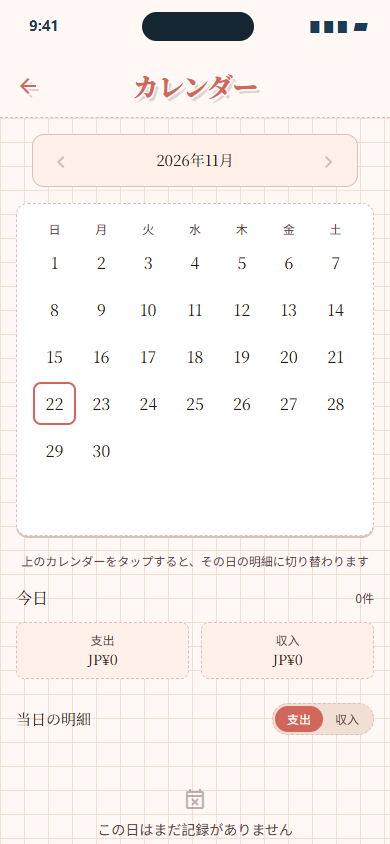 9:41
カレンダー
2026年11月
日 月 火 水 木 金 土
1 2 3 4 5 6 7
8 9 10 11 12 13 14
15 16 17 18 19 20 21
22 23 24 25 26 27 28
29 30
上のカレンダーをタップすると、その日の明細に切り替わります
今日 0件
支出 収入
JP¥0 JP¥0
当日の明細 支出 収入
この日はまだ記録がありません